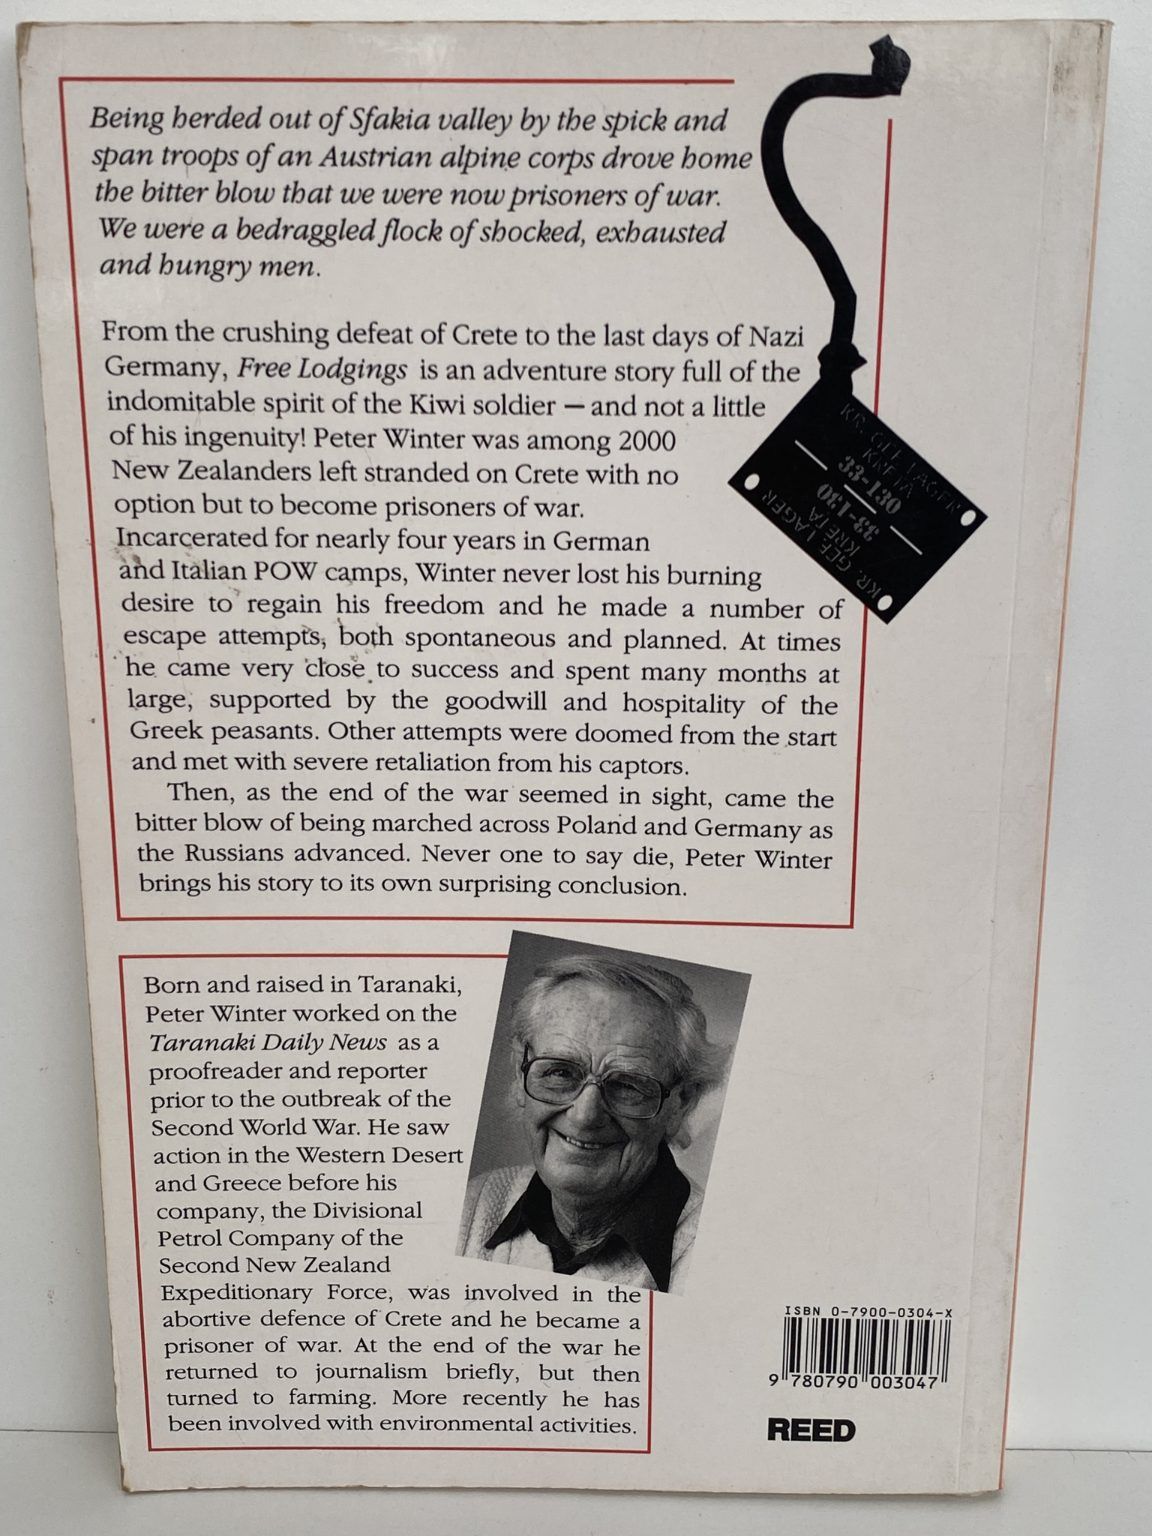 Being herded out of Sfakia valley by the spick and
span troops of an Austrian alpine corps drove home
the bitter blow that we were now prisoners of war.
We were a bedraggled flock of shocked, exhausted
and hungry men.
From the crushing defeat of Crete to the last days of Nazi
Germany, Free Lodgings is an adventure story full of the
indomitable spirit of the Kiwi soldier — and not a little
of his ingenuity! Peter Winter was among 2000
New Zealanders left stranded on Crete with no
option but to become prisoners of war.
Incarcerated for nearly four years in German
and Italian POW camps, Winter never lost his burning
desire to regain his freedom and he made a number of
escape attempts, both spontaneous and planned. At times
he came very close to success and spent many months at
large, supported by the goodwill and hospitality of the
Greek peasants. Other attempts were doomed from the start
and met with severe retaliation from his captors.
Then, as the end of the war seemed in sight, came the
bitter blow of being marched across Poland and Germany as
the Russians advanced. Never one to say die, Peter Winter
brings his story to its own surprising conclusion.
KR. GEF LAGER
KRETA
33-130
33-130
KRETA
KR. GEF LAGER
Born and raised in Taranaki,
Peter Winter worked on the
Taranaki Daily News as a
proofreader and reporter
prior to the outbreak of the
Second World War. He saw
action in the Western Desert
and Greece before his
company, the Divisional
Petrol Company of the
Second New Zealand
Expeditionary Force, was involved in the
abortive defence of Crete and he became a
prisoner of war. At the end of the war he
returned to journalism briefly, but then
turned to farming. More recently he has
been involved with environmental activities.
ISBN 0-7900-0304-X
9 780790 003047
REED